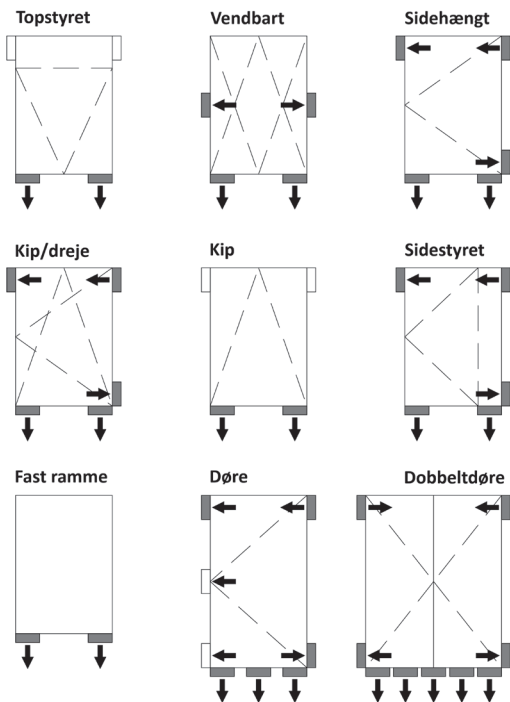 Topstyret
Vendbart
Sidehængt
Kip/dreje
Kip
Sidestyret
Fast ramme
Døre
Dobbeltdøre